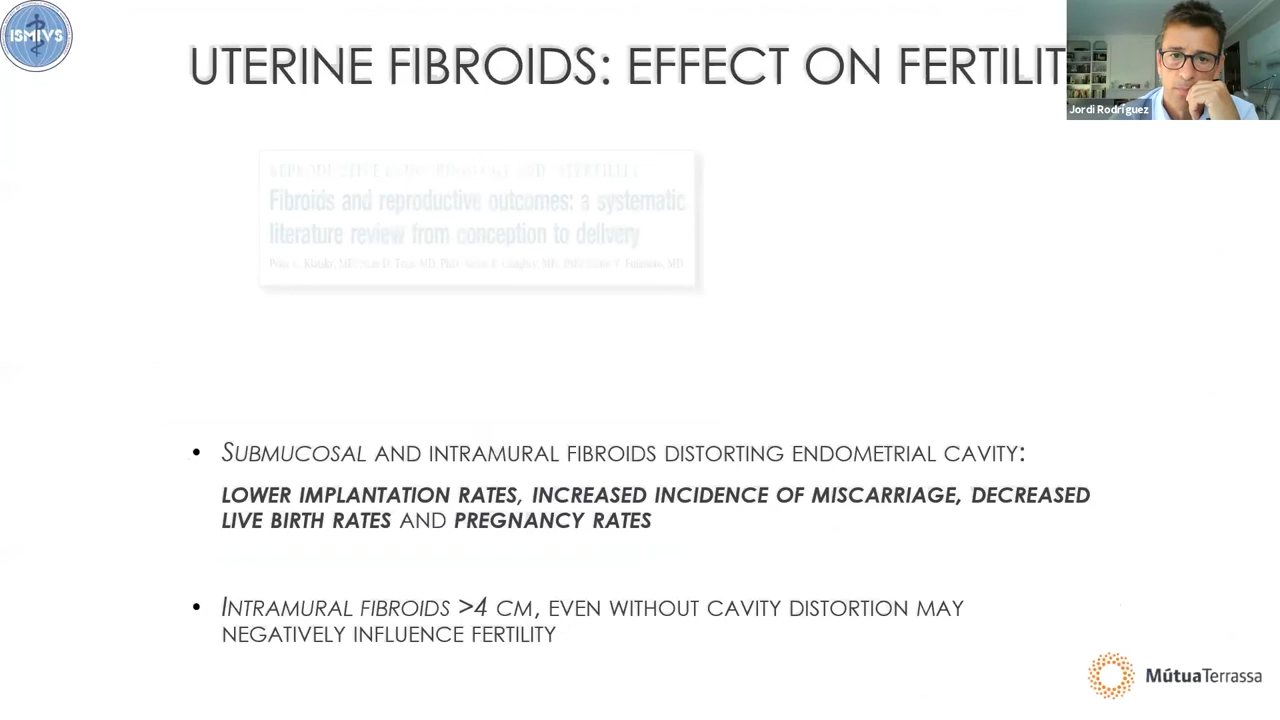 ISMIVS
UTERINE FIBROIDS: EFFECT ON FERTILIT
Jordi Rodríguez
Fibroids and reproductive outcomes: a systematic
literature review from conception to delivery
• SUBMUCOSAL AND INTRAMURAL FIBROIDS DISTORTING ENDOMETRIAL CAVITY:
LOWER IMPLANTATION RATES, INCREASED INCIDENCE OF MISCARRIAGE, DECREASED
LIVE BIRTH RATES AND PREGNANCY RATES
• INTRAMURAL FIBROIDS >4 CM, EVEN WITHOUT CAVITY DISTORTION MAY
NEGATIVELY INFLUENCE FERTILITY
MútuaTerrassa